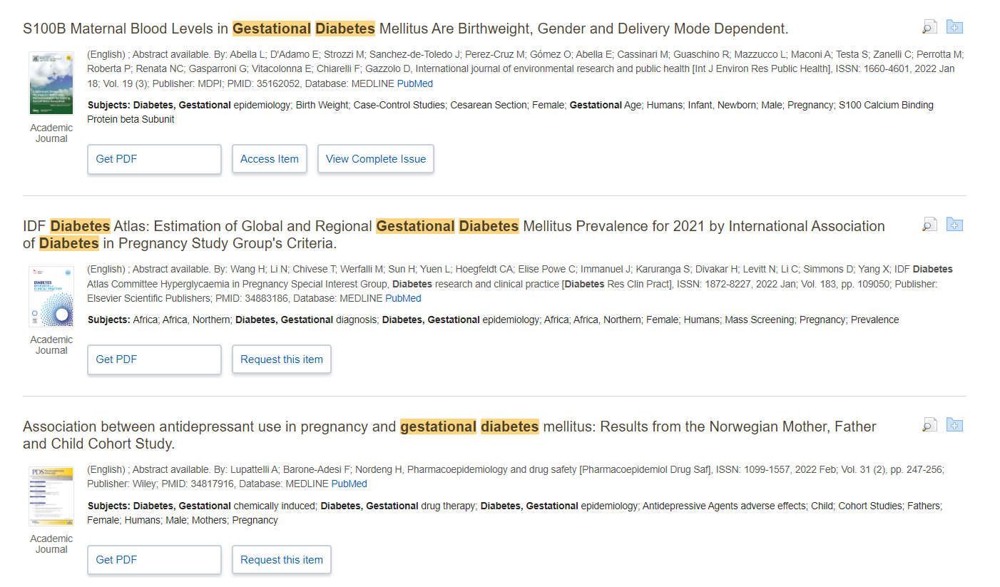 S100B Maternal Blood Levels in Gestational Diabetes Mellitus Are Birthweight, Gender and Delivery Mode Dependent.
(English) ; Abstract available. By: Abella L; D'Adamo E; Strozzi M; Sanchez-de-Toledo J; Perez-Cruz M; Gómez O; Abella E; Cassinari M; Guaschino R; Mazzucco L; Maconi A; Testa S; Zanelli C; Perrotta M;
Roberta P; Renata NC; Gasparroni G; Vitacolonna E; Chiarelli F; Gazzolo D, International journal of environmental research and public health [Int J Environ Res Public Health], ISSN: 1660-4601, 2022 Jan
18; Vol. 19 (3); Publisher: MDPI; PMID: 35162052, Database: MEDLINE PubMed
Subjects: Diabetes, Gestational epidemiology; Birth Weight; Case-Control Studies; Cesarean Section; Female; Gestational Age; Humans; Infant, Newborn; Male; Pregnancy; S100 Calcium Binding
Protein beta Subunit
Academic
Journal
Get PDF
Access Item
View Complete Issue
IDF Diabetes Atlas: Estimation of Global and Regional Gestational Diabetes Mellitus Prevalence for 2021 by International Association
of Diabetes in Pregnancy Study Group's Criteria.
(English) ; Abstract available. By: Wang H; Li N; Chivese T; Werfalli M; Sun H; Yuen L; Hoegfeldt CA; Elise Powe C; Immanuel J; Karuranga S; Divakar H; Levitt N; Li C; Simmons D; Yang X; IDF Diabetes
Atlas Committee Hyperglycaemia in Pregnancy Special Interest Group, Diabetes research and clinical practice [Diabetes Res Clin Pract], ISSN: 1872-8227, 2022 Jan; Vol. 183, pp. 109050; Publisher:
Elsevier Scientific Publishers; PMID: 34883186, Database: MEDLINE PubMed
DIABETES
Subjects: Africa; Africa, Northern; Diabetes, Gestational diagnosis; Diabetes, Gestational epidemiology; Africa; Africa, Northern; Female; Humans; Mass Screening; Pregnancy; Prevalence
Academic
Journal
Get PDF
Request this item
Association between antidepressant use in pregnancy and gestational diabetes mellitus: Results from the Norwegian Mother, Father
and Child Cohort Study.
(English) ; Abstract available. By: Lupattelli A; Barone-Adesi F; Nordeng H, Pharmacoepidemiology and drug safety [Pharmacoepidemiol Drug Saf], ISSN: 1099-1557, 2022 Feb; Vol. 31 (2), pp. 247-256;
Publisher: Wiley; PMID: 34817916, Database: MEDLINE PubMed
PDS
Subjects: Diabetes, Gestational chemically induced; Diabetes, Gestational drug therapy; Diabetes, Gestational epidemiology; Antidepressive Agents adverse effects; Child; Cohort Studies; Fathers;
Female; Humans; Male; Mothers; Pregnancy
Academic
Journal
Get PDF
Request this item